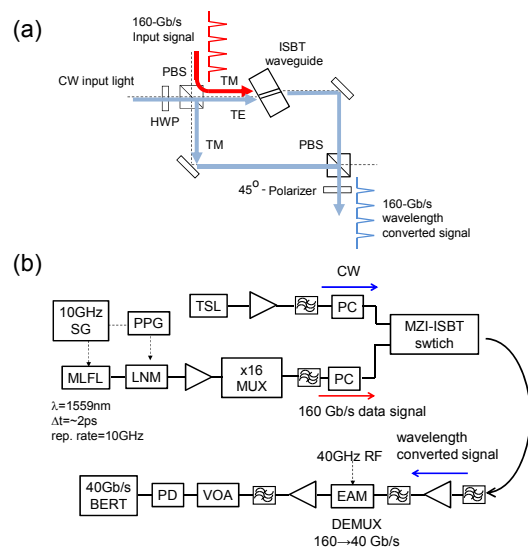 (a)
160-Gb/s
Input signal
ISBT
waveguide
PBS
TM
CW input light
TE
HWP
TM
PBS
45o - Polarizer
160-Gb/s
wavelength
converted signal
(b)
CW
10GHz
SG
PPG
TSL
PC
MZI-ISBT
swtich
MLFL
LNM
x16
MUX
PC
λ=1559nm
Δt=~2ps
rep. rate=10GHz
160 Gb/s data signal
40GHz RF
wavelength
converted signal
40Gb/s
BERT
PD
VOA
EAM
DEMUX
160→40 Gb/s